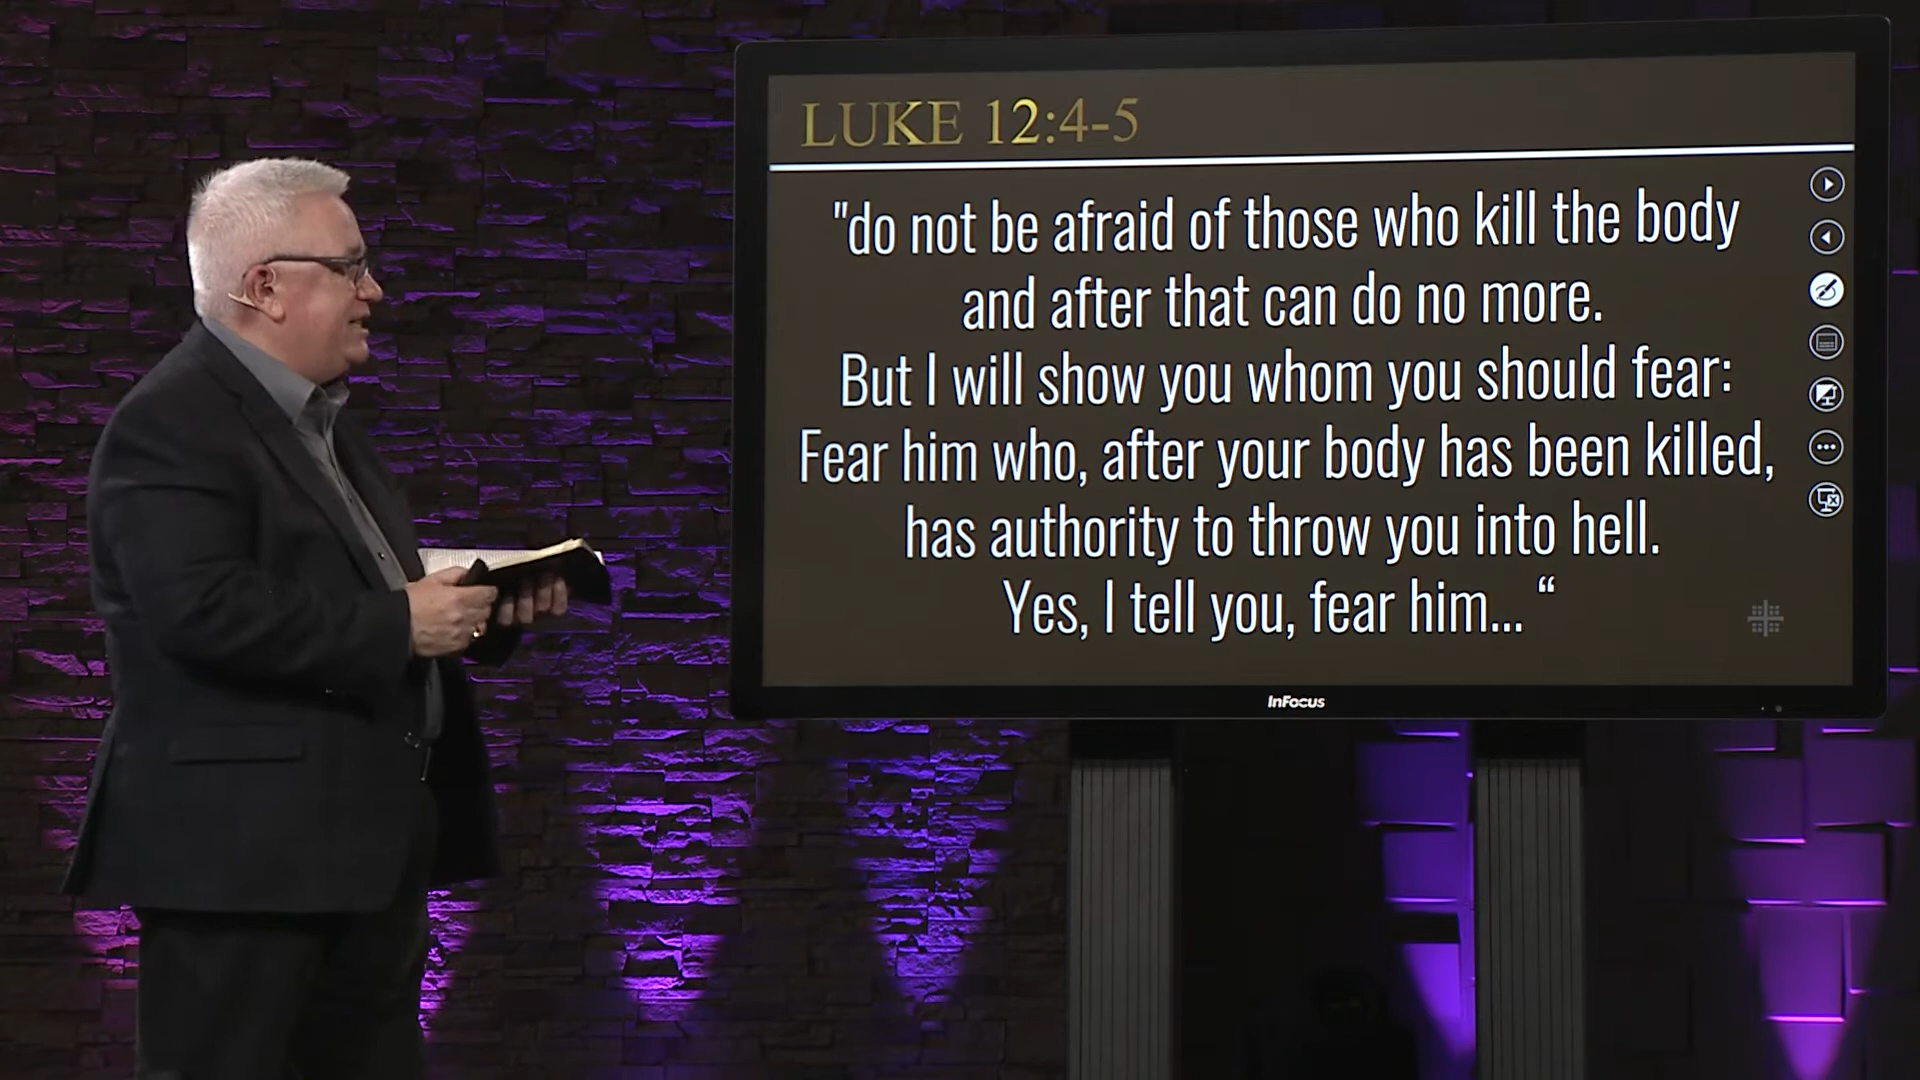 LUKE 12:4-5
"do not be afraid of those who kill the body
and after that can do no more.
But I will show you whom you should fear:
Fear him who, after your body has been killed,
has authority to throw you into hell.
Yes, I tell you, fear him... “
InFocus